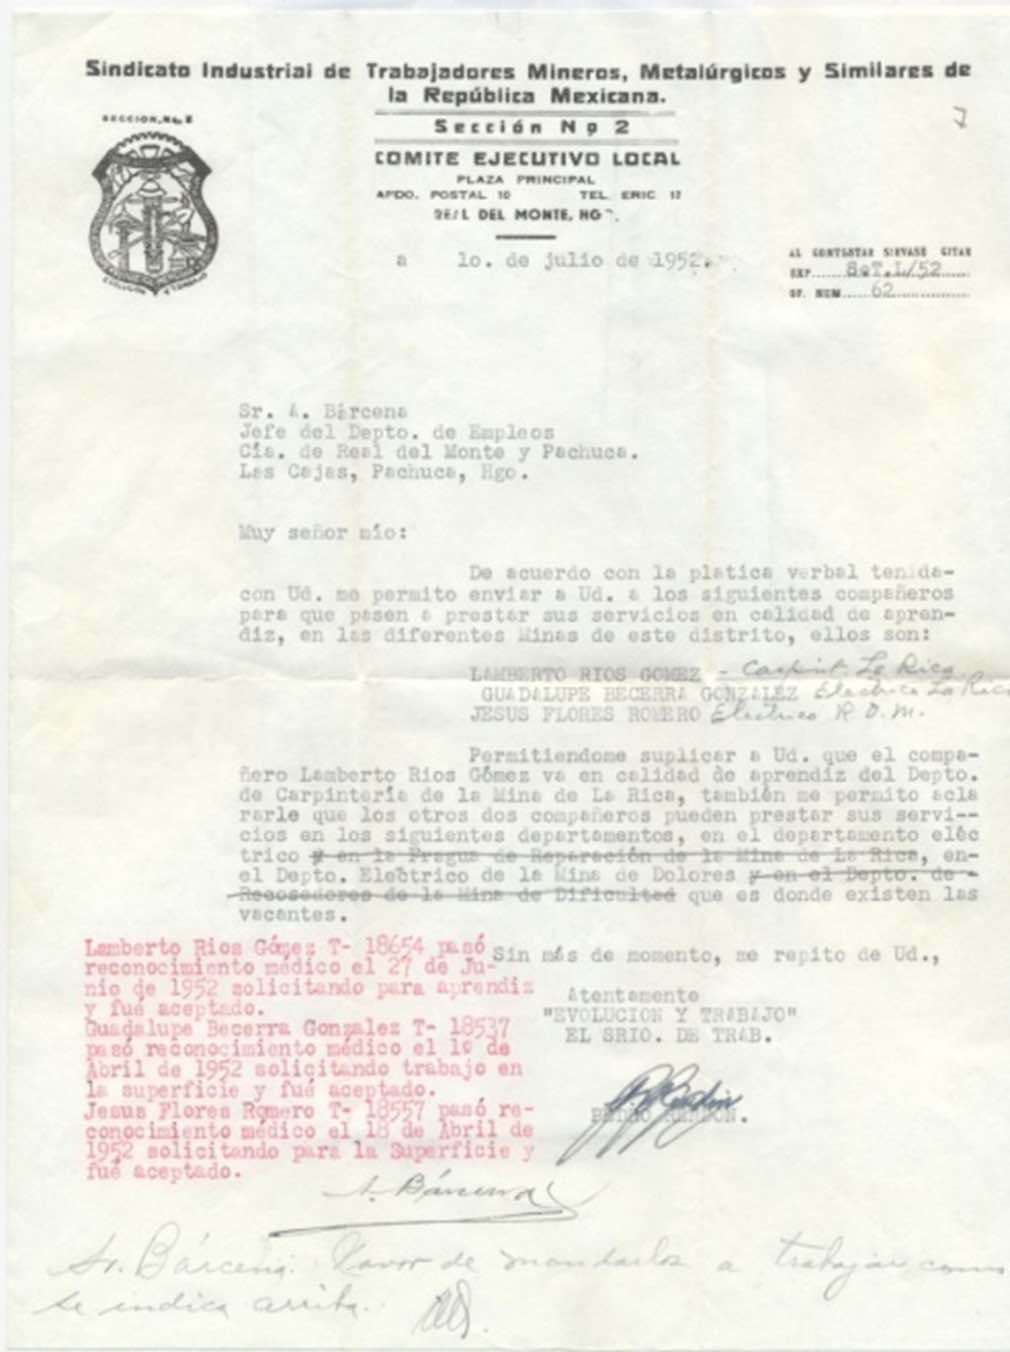 Sindicato Industrial de Trabajadores Mineros, Metalúrgicos y Similares de
la República Mexicana.
SECCION, No. 2
Sección Nº 2
COMITE EJECUTIVO LOCAL
PLAZA PRINCIPAL
APDO. POSTAL 10 TEL. ERIC. 17
REAL DEL MONTE, HGO.
EVOLUCION Y TRABAJO
a 1o. de julio de 1952.
AL CONTESTAR SIRVASE CITAR
EXP. S.T.L/52
OF. NUM. 62
Sr. A. Bárcena
Jefe del Depto. de Empleos
Cía. de Real del Monte y Pachuca.
Las Cajas, Pachuca, Hgo.
Muy señor mío:
De acuerdo con la platica verbal tenida-
con Ud. me permito enviar a Ud. a los siguientes compañeros
para que pasen a prestar sus servicios en calidad de apren-
diz, en las diferentes Minas de este distrito, ellos son:
LAMBERTO RIOS GOMEZ - Carpint. La Rica
GUADALUPE BECERRA GONZALEZ Electrico La Rica
JESUS FLORES ROMERO Electrico R. D. M.
Permitiendome suplicar a Ud. que el compa-
ñero Lamberto Rios Gómez va en calidad de aprendiz del Depto.
de Carpintería de la Mina de La Rica, también me permito acla
rarle que los otros dos compañeros pueden prestar sus servi--
cios en los siguientes departamentos, en el departamento eléc
trico y en la Fragua de Reparación de la Mina de La Rica, en-
el Depto. Electrico de la Mina de Dolores y en el Depto. de -
Recosedores de la Mina de Dificultad que es donde existen las
vacantes.
Sin más de momento, me repito de Ud.,
Atentamente
"EVOLUCION Y TRABAJO"
EL SRIO. DE TRAB.
PEDRO RENDON.
Lamberto Rios Gómez T- 18654 pasó
reconocimiento médico el 27 de Ju-
nio de 1952 solicitando para aprendiz
y fué aceptado.
Guadalupe Becerra Gonzalez T- 18537
pasó reconocimiento médico el 1º de
Abril de 1952 solicitando trabajo en
la superficie y fué aceptado.
Jesus Flores Romero T- 18557 pasó re-
conocimiento médico el 18 de Abril de
1952 solicitando para la Superficie y
fué aceptado.
A. Bárcena
Sr. Bárcena: Favor de mandarlos a trabajar como
se indica arriba.